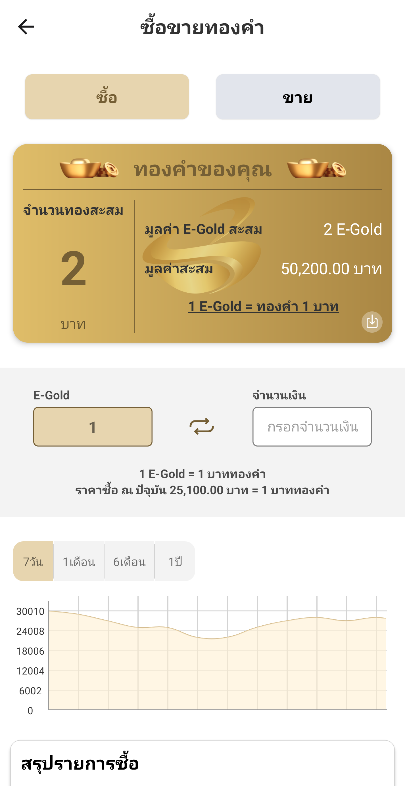 ซื้อขายทองคำ
ซื้อ
ขาย
ทองคำของคุณ
จำนวนทองสะสม
2
บาท
มูลค่า E-Gold สะสม
2 E-Gold
มูลค่าสะสม
50,200.00 บาท
1 E-Gold = ทองคำ 1 บาท
E-Gold
จำนวนเงิน
1
กรอกจำนวนเงิน
1 E-Gold = 1 บาททองคำ
ราคาซื้อ ณ ปัจุบัน 25,100.00 บาท = 1 บาททองคำ
7วัน
1เดือน
6เดือน
1ปี
30010
24008
18006
12004
6002
0
สรุปรายการซื้อ